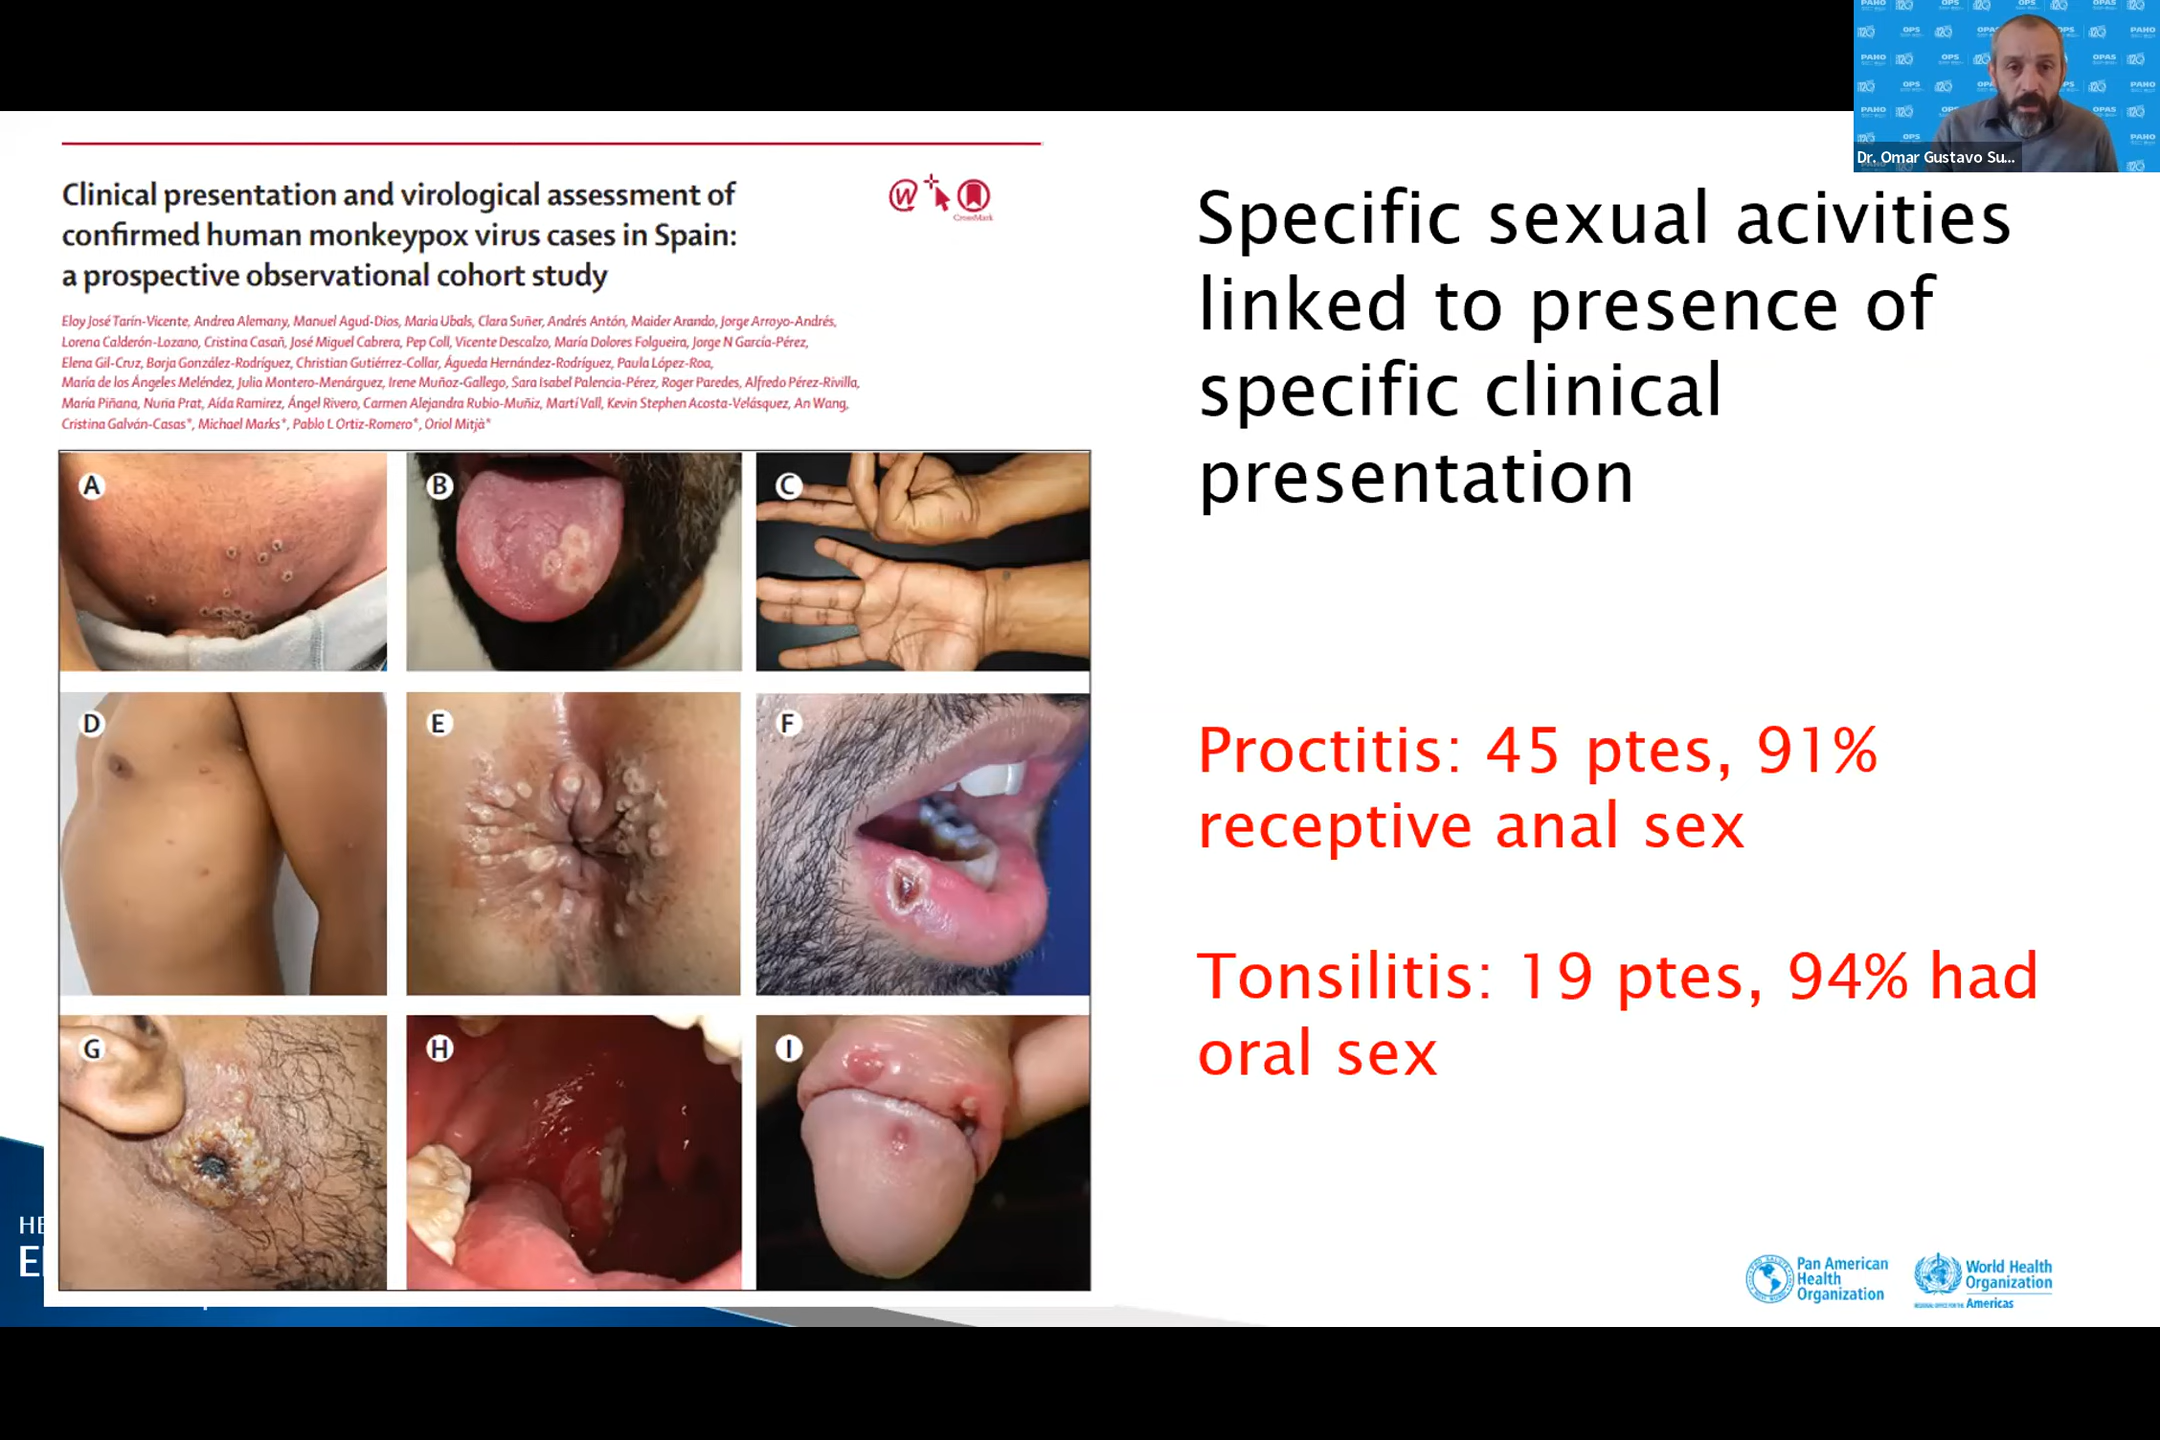 Dr. Omar Gustavo Su...
Clinical presentation and virological assessment of
confirmed human monkeypox virus cases in Spain:
a prospective observational cohort study
CrossMark
Eloy José Tarín-Vicente, Andrea Alemany, Manuel Agud-Dios, Maria Ubals, Clara Suñer, Andrés Antón, Maider Arando, Jorge Arroyo-Andrés,
Lorena Calderón-Lozano, Cristina Casañ, José Miguel Cabrera, Pep Coll, Vicente Descalzo, María Dolores Folgueira, Jorge N García-Pérez,
Elena Gil-Cruz, Borja González-Rodríguez, Christian Gutiérrez-Collar, Águeda Hernández-Rodríguez, Paula López-Roa,
María de los Ángeles Meléndez, Julia Montero-Menárguez, Irene Muñoz-Gallego, Sara Isabel Palencia-Pérez, Roger Paredes, Alfredo Pérez-Rivilla,
María Piñana, Nuria Prat, Aída Ramirez, Ángel Rivero, Carmen Alejandra Rubio-Muñiz, Martí Vall, Kevin Stephen Acosta-Velásquez, An Wang,
Cristina Galván-Casas*, Michael Marks*, Pablo L Ortiz-Romero*, Oriol Mitjà*
A
B
C
D
E
F
G
H
I
Specific sexual acivities
linked to presence of
specific clinical
presentation
Proctitis: 45 ptes, 91%
receptive anal sex
Tonsilitis: 19 ptes, 94% had
oral sex
Pan American
Health
Organization
World Health
Organization
REGIONAL OFFICE FOR THE Americas